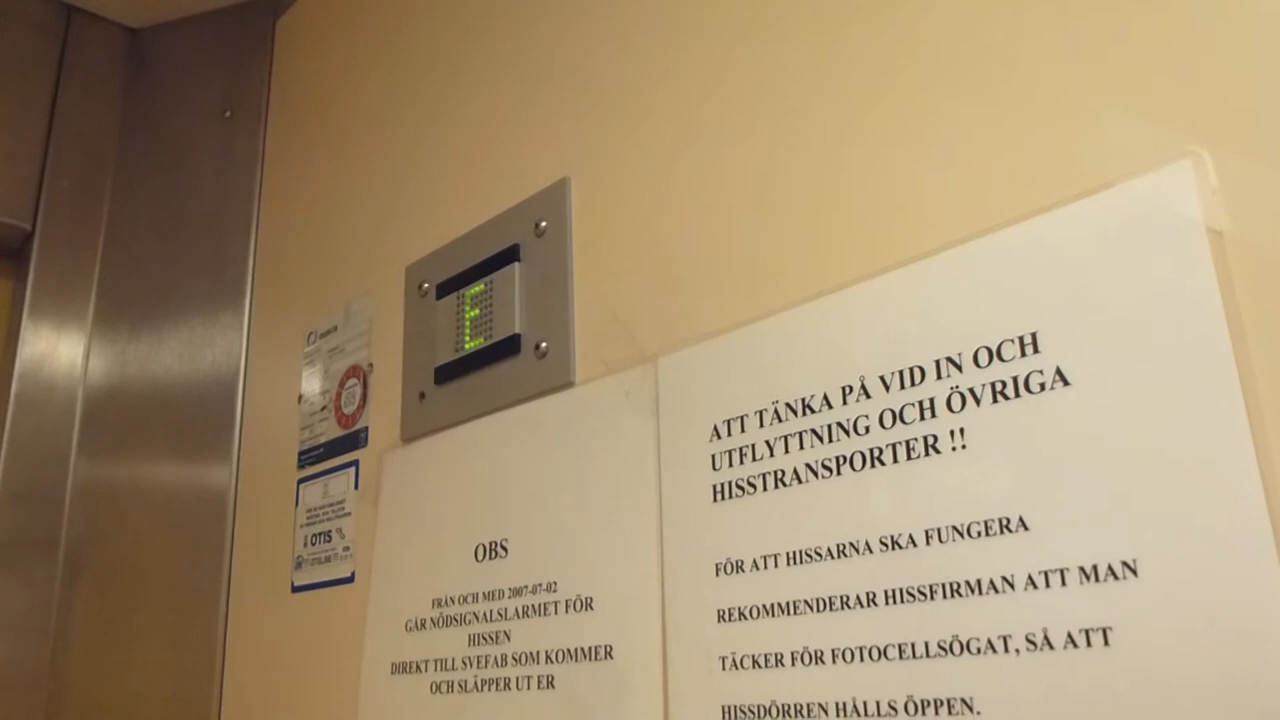 E
OTIS
OBS
FRÅN OCH MED 2007-07-02
GÅR NÖDSIGNALSLARMET FÖR
HISSEN
DIREKT TILL SVEFAB SOM KOMMER
OCH SLÄPPER UT ER
ATT TÄNKA PÅ VID IN OCH
UTFLYTTNING OCH ÖVRIGA
HISSTRANSPORTER !!
FÖR ATT HISSARNA SKA FUNGERA
REKOMMENDERAR HISSFIRMAN ATT MAN
TÄCKER FÖR FOTOCELLSÖGAT, SÅ ATT
HISSDÖRREN HÅLLS ÖPPEN.